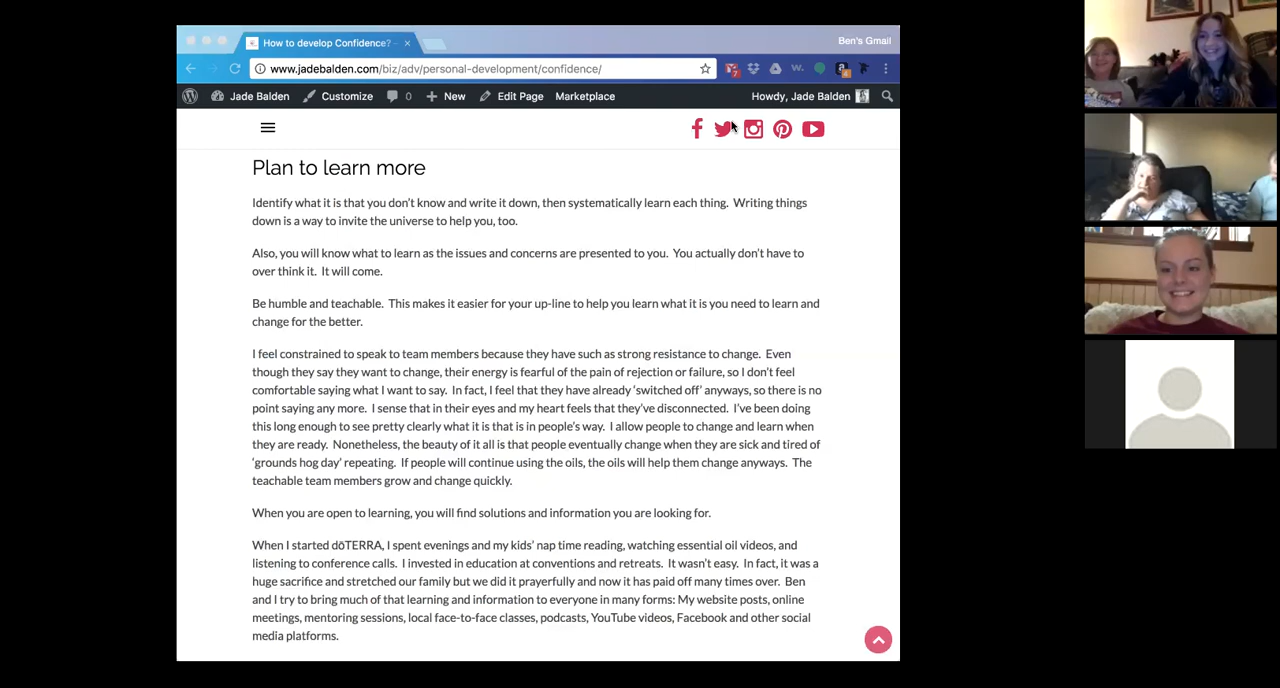 How to develop Confidence? -
Ben's Gmail
www.jadebalden.com/biz/adv/personal-development/confidence/
Jade Balden
Customize
0
New
Edit Page
Marketplace
Howdy, Jade Balden
Plan to learn more
Identify what it is that you don't know and write it down, then systematically learn each thing. Writing things
down is a way to invite the universe to help you, too.
Also, you will know what to learn as the issues and concerns are presented to you. You actually don't have to
over think it. It will come.
Be humble and teachable. This makes it easier for your up-line to help you learn what it is you need to learn and
change for the better.
I feel constrained to speak to team members because they have such as strong resistance to change. Even
though they say they want to change, their energy is fearful of the pain of rejection or failure, so I don't feel
comfortable saying what I want to say. In fact, I feel that they have already 'switched off' anyways, so there is no
point saying any more. I sense that in their eyes and my heart feels that they've disconnected. I've been doing
this long enough to see pretty clearly what it is that is in people's way. I allow people to change and learn when
they are ready. Nonetheless, the beauty of it all is that people eventually change when they are sick and tired of
'grounds hog day' repeating. If people will continue using the oils, the oils will help them change anyways. The
teachable team members grow and change quickly.
When you are open to learning, you will find solutions and information you are looking for.
When I started dōTERRA, I spent evenings and my kids' nap time reading, watching essential oil videos, and
listening to conference calls. I invested in education at conventions and retreats. It wasn't easy. In fact, it was a
huge sacrifice and stretched our family but we did it prayerfully and now it has paid off many times over. Ben
and I try to bring much of that learning and information to everyone in many forms: My website posts, online
meetings, mentoring sessions, local face-to-face classes, podcasts, YouTube videos, Facebook and other social
media platforms.